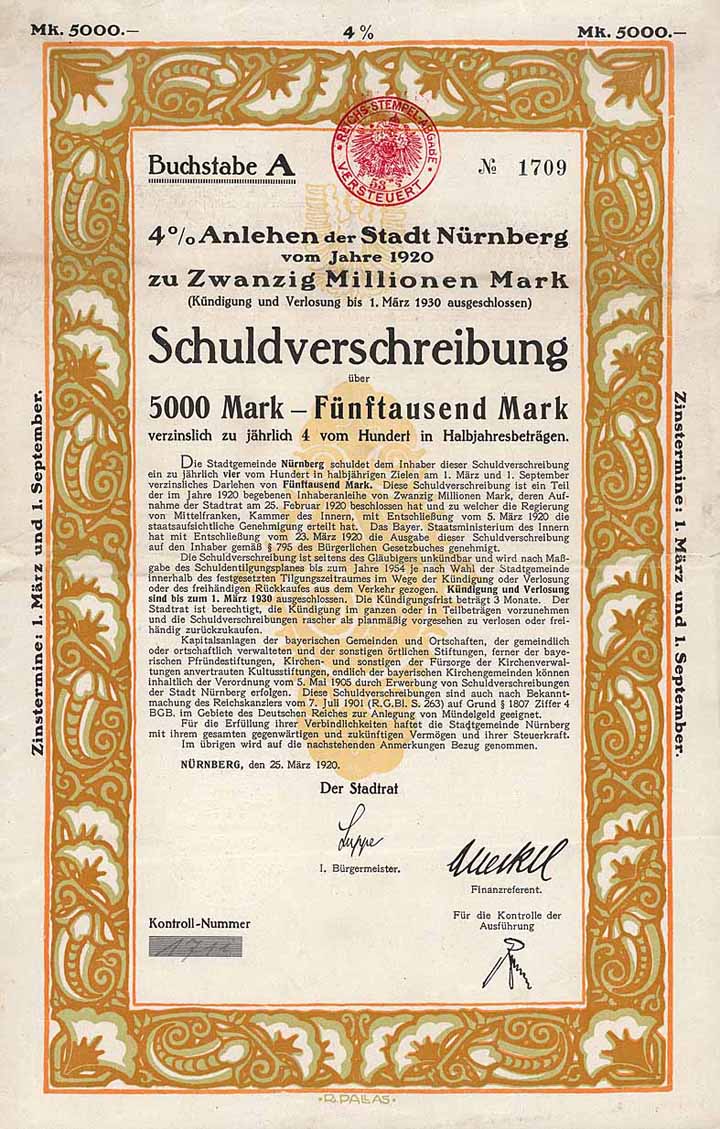 Mk. 5000.— 4% Mk. 5000.—
REICHS-STEMPEL-ABGABE
53
VERSTEUERT
Buchstabe A № 1709
4% Anlehen der Stadt Nürnberg
vom Jahre 1920
zu Zwanzig Millionen Mark
(Kündigung und Verlosung bis 1. März 1930 ausgeschlossen)
Schuldverschreibung
über
5000 Mark — Fünftausend Mark
verzinslich zu jährlich 4 vom Hundert in Halbjahresbeträgen.
Die Stadtgemeinde Nürnberg schuldet dem Inhaber dieser Schuldverschreibung
ein zu jährlich vier vom Hundert in halbjährigen Zielen am 1. März und 1. September
verzinsliches Darlehen von Fünftausend Mark. Diese Schuldverschreibung ist ein Teil
der im Jahre 1920 begebenen Inhaberanleihe von Zwanzig Millionen Mark, deren Auf-
nahme der Stadtrat am 25. Februar 1920 beschlossen hat und zu welcher die Regierung
von Mittelfranken, Kammer des Innern, mit Entschließung vom 5. März 1920 die
staatsaufsichtliche Genehmigung erteilt hat. Das Bayer. Staatsministerium des Innern
hat mit Entschließung vom 23. März 1920 die Ausgabe dieser Schuldverschreibung
auf den Inhaber gemäß § 795 des Bürgerlichen Gesetzbuches genehmigt.
Die Schuldverschreibung ist seitens des Gläubigers unkündbar und wird nach Maß-
gabe des Schuldentilgungsplanes bis zum Jahre 1954 je nach Wahl der Stadtgemeinde
innerhalb des festgesetzten Tilgungszeitraumes im Wege der Kündigung oder Verlosung
oder des freihändigen Rückkaufes aus dem Verkehr gezogen. Kündigung und Verlosung
sind bis zum 1. März 1930 ausgeschlossen. Die Kündigungsfrist beträgt 3 Monate. Der
Stadtrat ist berechtigt, die Kündigung im ganzen oder in Teilbeträgen vorzunehmen
und die Schuldverschreibungen rascher als planmäßig vorgesehen zu verlosen oder frei-
händig zurückzukaufen.
Kapitalsanlagen der bayerischen Gemeinden und Ortschaften, der gemeindlich
oder ortschaftlich verwalteten und der sonstigen örtlichen Stiftungen, ferner der baye-
rischen Pfründestiftungen, Kirchen- und sonstigen der Fürsorge der Kirchenverwal-
tungen anvertrauten Kultusstiftungen, endlich der bayerischen Kirchengemeinden können
inhaltlich der Verordnung vom 5. Mai 1905 durch Erwerbung von Schuldverschreibungen
der Stadt Nürnberg erfolgen. Diese Schuldverschreibungen sind auch nach Bekannt-
machung des Reichskanzlers vom 7. Juli 1901 (R.G.Bl. S. 263) auf Grund § 1807 Ziffer 4
BGB. im Gebiete des Deutschen Reiches zur Anlegung von Mündelgeld geeignet.
Für die Erfüllung ihrer Verbindlichkeiten haftet die Stadtgemeinde Nürnberg
mit ihrem gesamten gegenwärtigen und zukünftigen Vermögen und ihrer Steuerkraft.
Im übrigen wird auf die nachstehenden Anmerkungen Bezug genommen.
NÜRNBERG, den 25. März 1920.
Der Stadtrat
Luppe
I. Bürgermeister.
Merkel
Finanzreferent.
Für die Kontrolle der
Ausführung
Kontroll-Nummer
Zinstermine: 1. März und 1. September.
Zinstermine: 1. März und 1. September.
R. PALLAS